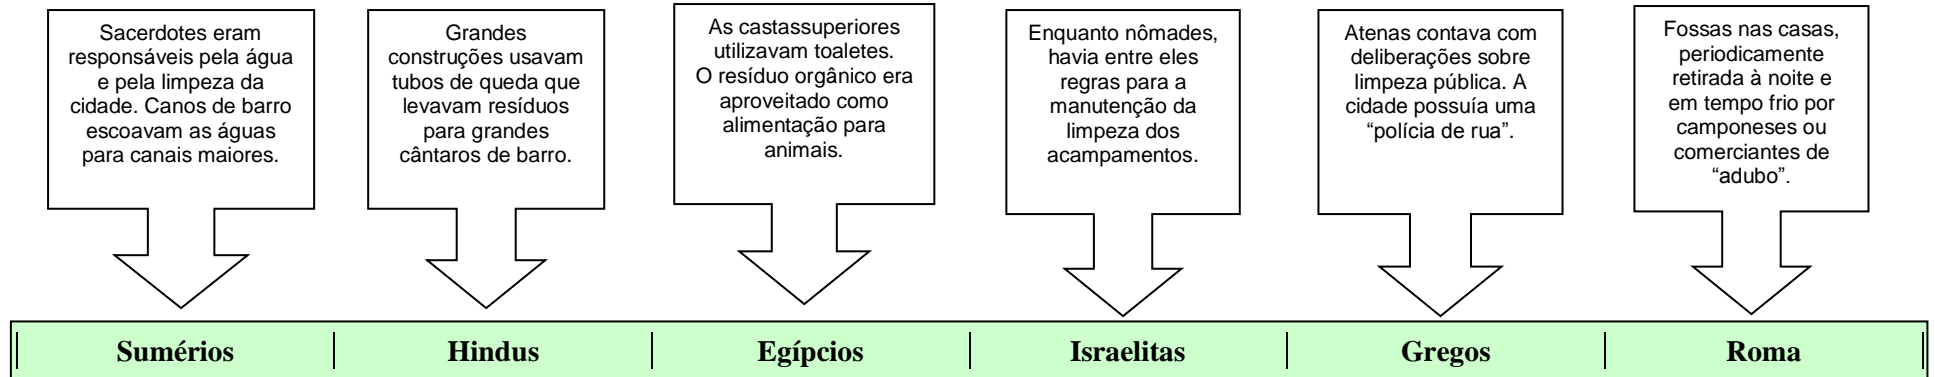 Sacerdotes eram
responsáveis pela água
e pela limpeza da
cidade. Canos de barro
escoavam as águas
para canais maiores.
Grandes
construções usavam
tubos de queda que
levavam resíduos
para grandes
cântaros de barro.
As castassuperiores
utilizavam toaletes.
O resíduo orgânico era
aproveitado como
alimentação para
animais.
Enquanto nômades,
havia entre eles
regras para a
manutenção da
limpeza dos
acampamentos.
Atenas contava com
deliberações sobre
limpeza pública. A
cidade possuía uma
“polícia de rua”.
Fossas nas casas,
periodicamente
retirada à noite e
em tempo frio por
camponeses ou
comerciantes de
“adubo”.
Sumérios
Hindus
Egípcios
Israelitas
Gregos
Roma